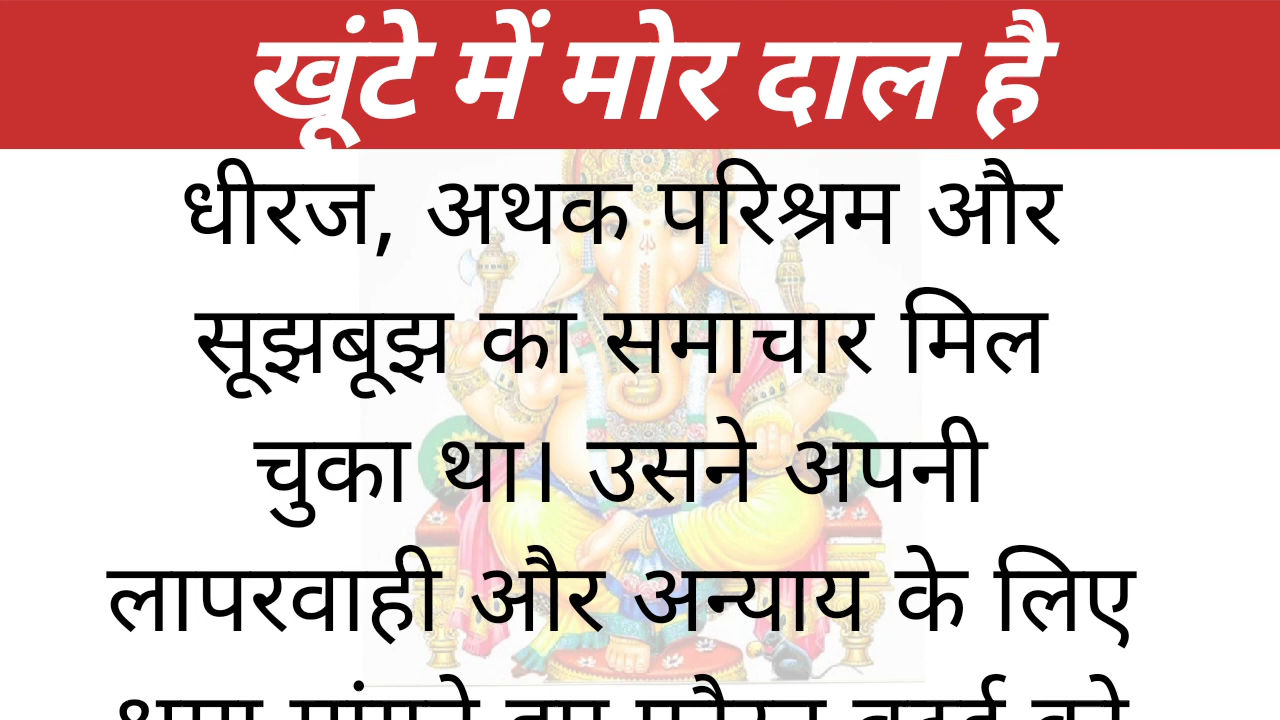 खूंटे में मोर दाल है
धीरज, अथक परिश्रम और
सूझबूझ का समाचार मिल
चुका था। उसने अपनी
लापरवाही और अन्याय के लिए